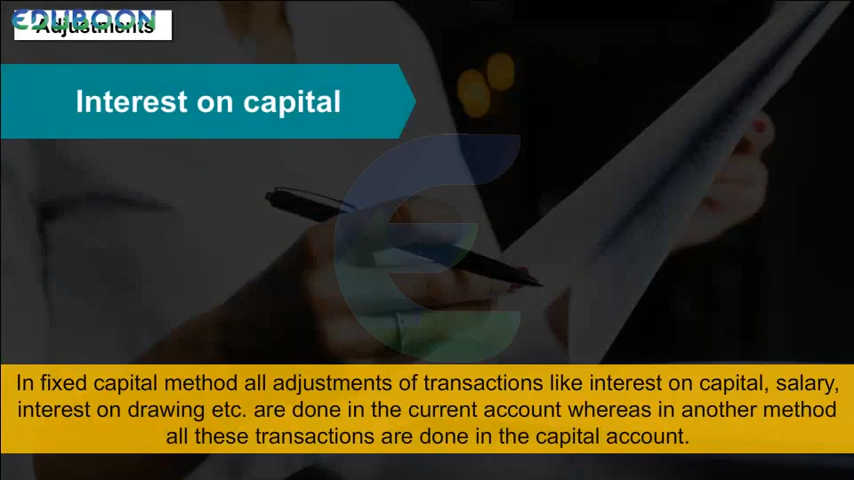 EDUBOON
Adjustments
Interest on capital
In fixed capital method all adjustments of transactions like interest on capital, salary,
interest on drawing etc. are done in the current account whereas in another method
all these transactions are done in the capital account.